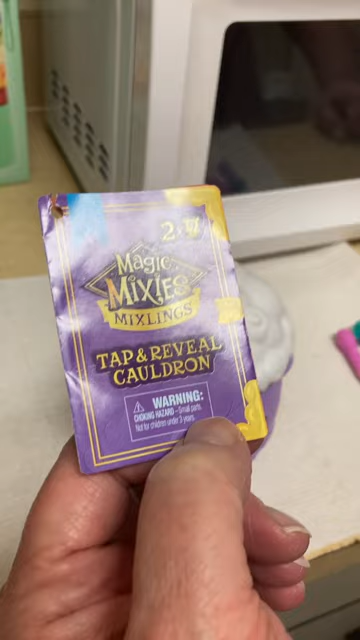 2
Magic
MIXIES
MIXLINGS
TAP & REVEAL
CAULDRON
WARNING:
CHOKING HAZARD - Small parts.
Not for children under 3 years.